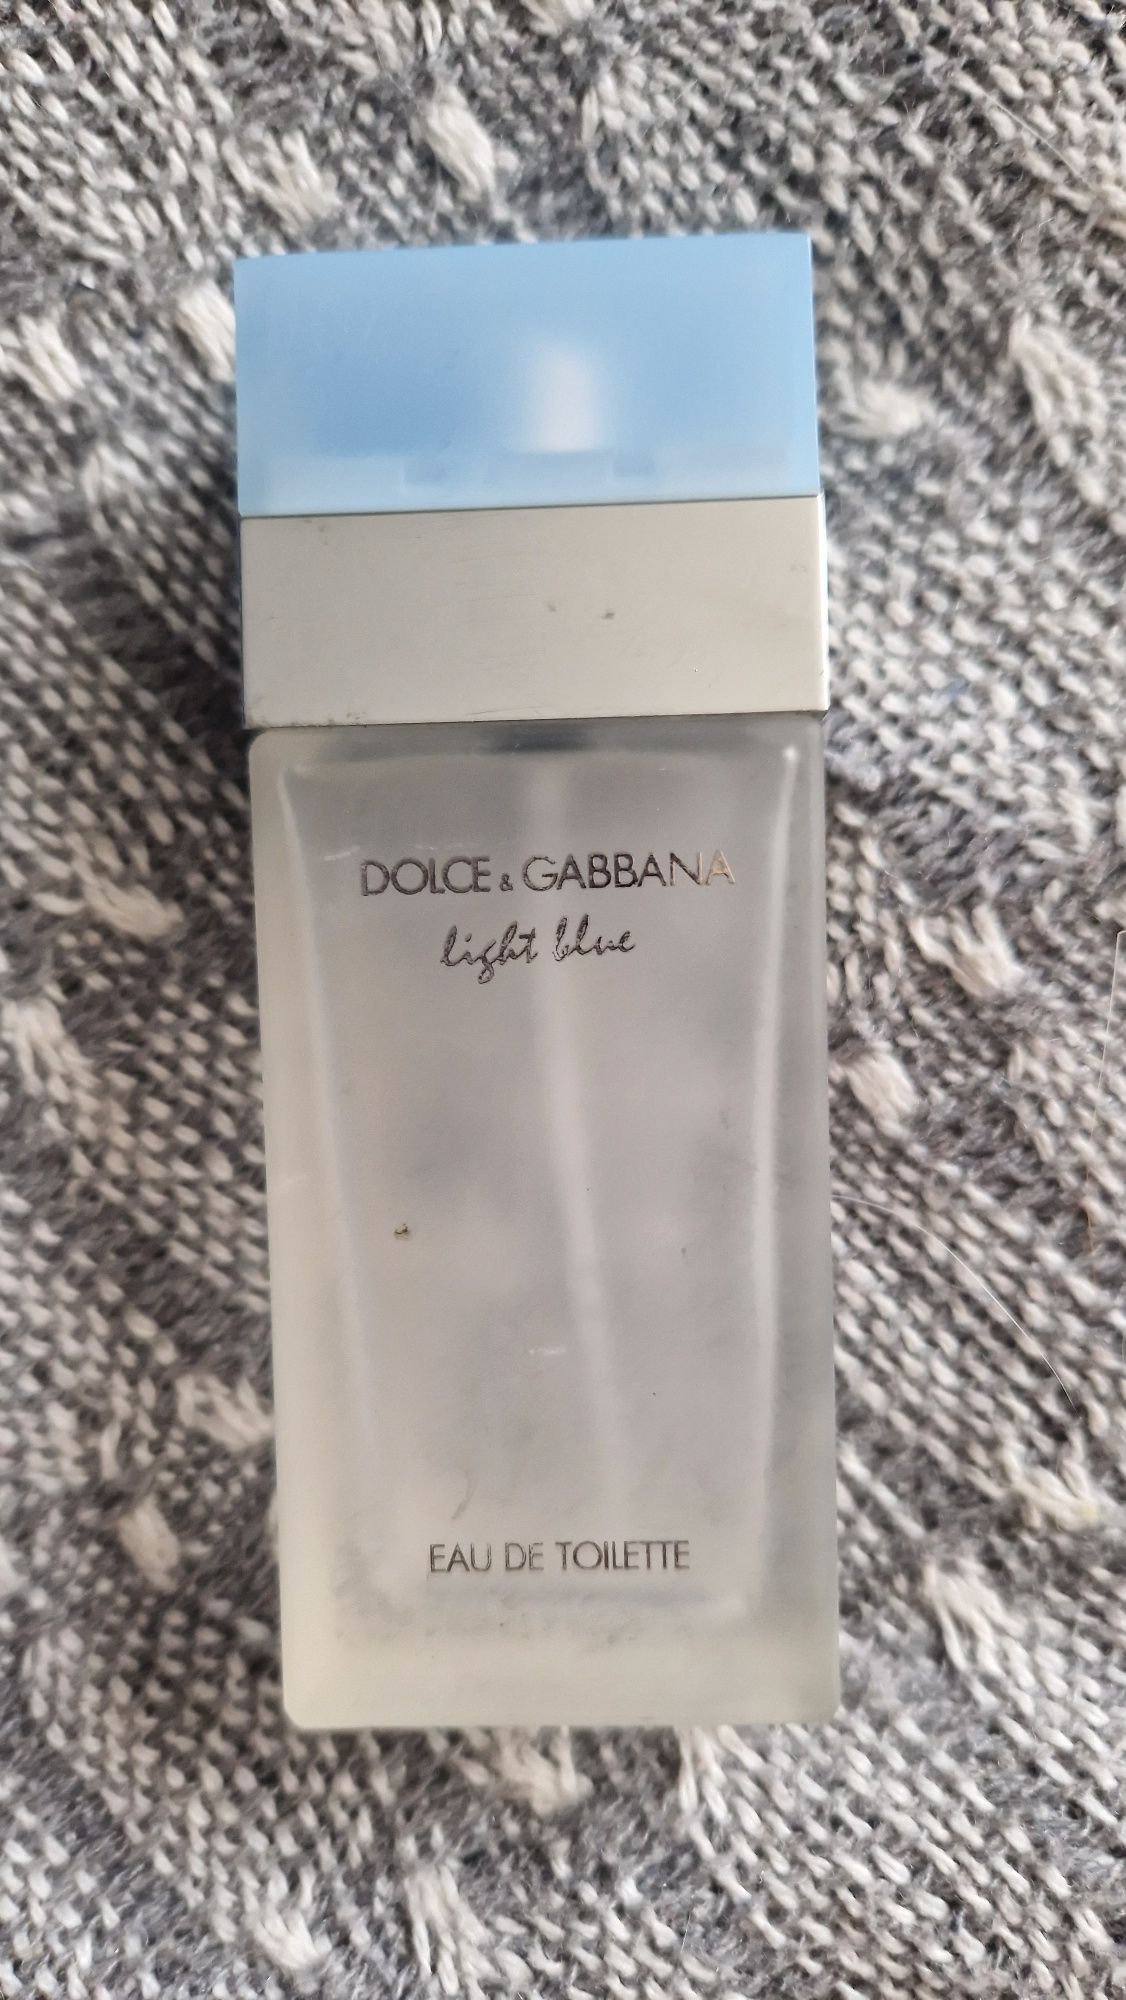 DOLCE & GABBANA
light blue
EAU DE TOILETTE